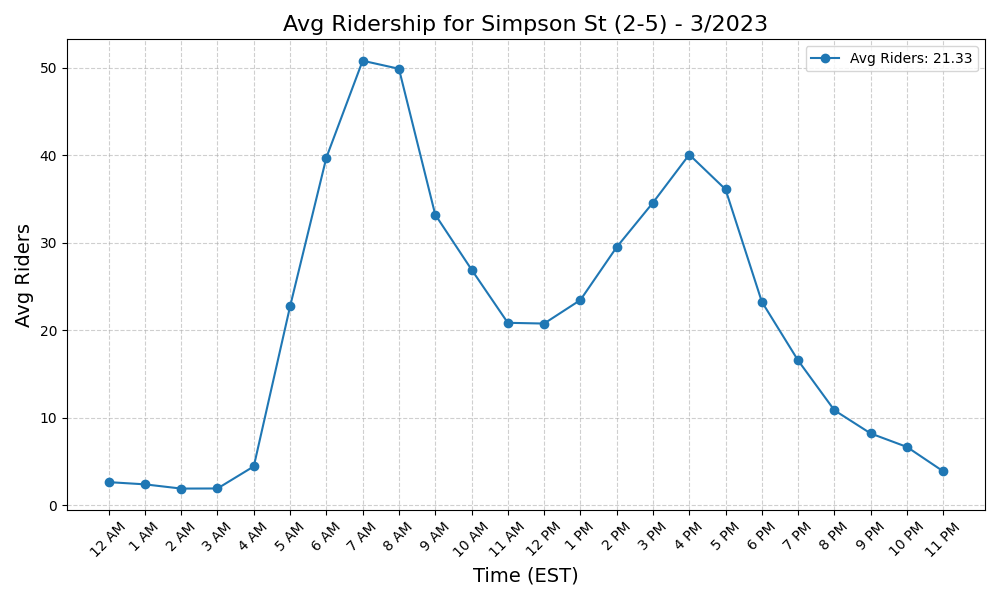 Avg Ridership for Simpson St (2-5) - 3/2023
Avg Riders: 21.33
Avg Riders
50
40
30
20
10
0
12 AM
1 AM
2 AM
3 AM
4 AM
5 AM
6 AM
7 AM
8 AM
9 AM
10 AM
11 AM
12 PM
1 PM
2 PM
3 PM
4 PM
5 PM
6 PM
7 PM
8 PM
9 PM
10 PM
11 PM
Time (EST)